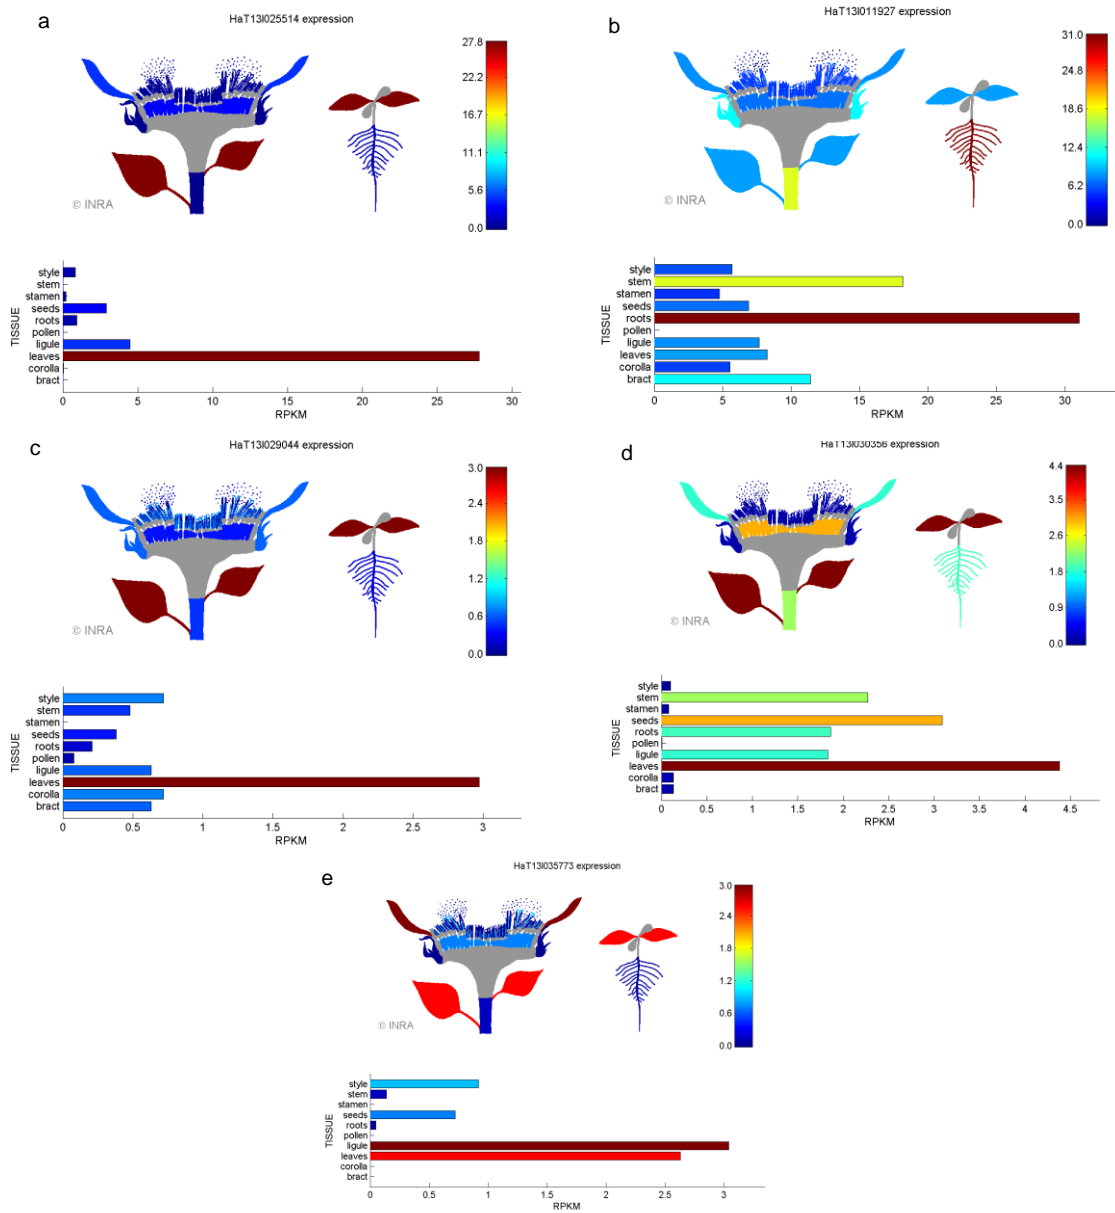 a
HaT13l025514 expression
27.8
22.2
16.7
11.1
5.6
0.0
© INRA
TISSUE
style
stem
stamen
seeds
roots
pollen
ligule
leaves
corolla
bract
0 5 10 15 20 25 30
RPKM
b
HaT13l011927 expression
31.0
24.8
18.6
12.4
6.2
0.0
© INRA
TISSUE
style
stem
stamen
seeds
roots
pollen
ligule
leaves
corolla
bract
0 5 10 15 20 25 30
RPKM
c
HaT13l029044 expression
3.0
2.4
1.8
1.2
0.6
0.0
© INRA
TISSUE
style
stem
stamen
seeds
roots
pollen
ligule
leaves
corolla
bract
0 0.5 1 1.5 2 2.5 3
RPKM
d
HaT13l030356 expression
4.4
3.5
2.6
1.8
0.9
0.0
© INRA
TISSUE
style
stem
stamen
seeds
roots
pollen
ligule
leaves
corolla
bract
0 0.5 1 1.5 2 2.5 3 3.5 4 4.5
RPKM
e
HaT13l035773 expression
3.0
2.4
1.8
1.2
0.6
0.0
© INRA
TISSUE
style
stem
stamen
seeds
roots
pollen
ligule
leaves
corolla
bract
0 0.5 1 1.5 2 2.5 3
RPKM